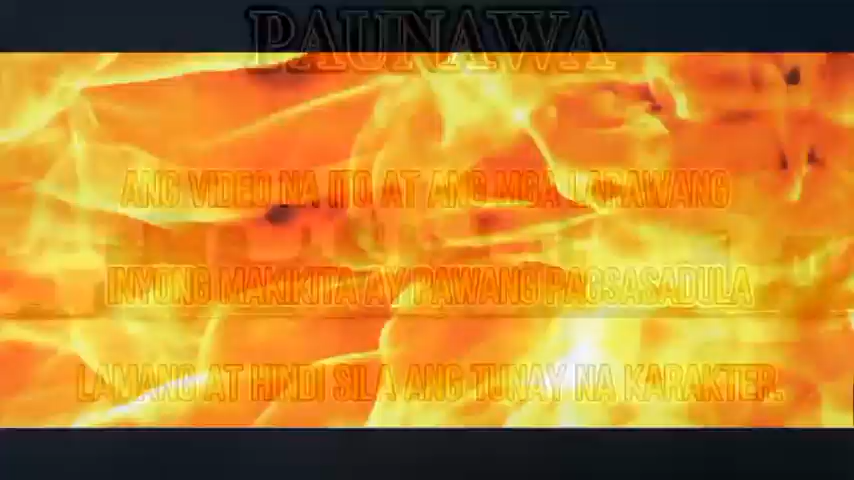 PAUNAWA
ANG VIDEO NA ITO AT ANG MGA LARAWANG
INYONG MAKIKITA AY PAWANG PAGSASADULA
LAMANG AT HINDI SILA ANG TUNAY NA KARAKTER.